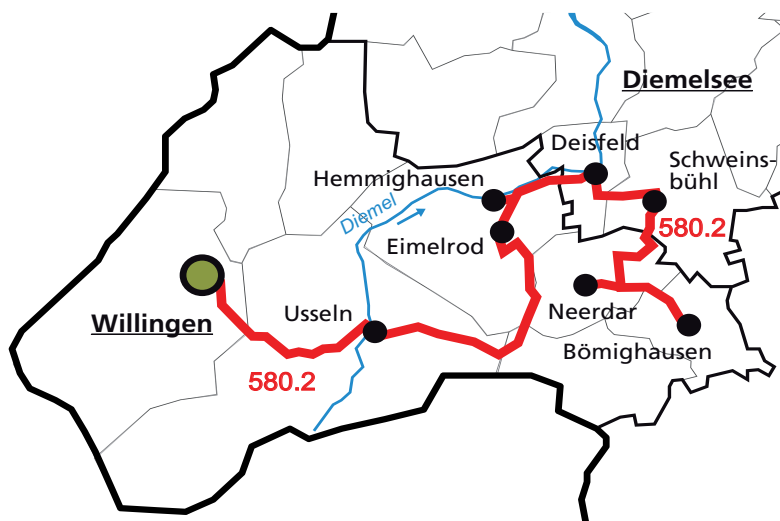 Diemelsee
Deisfeld
Schweins-
bühl
Hemmighausen
Diemel
580.2
Eimelrod
Willingen
Usseln
Neerdar
Bömighausen
580.2